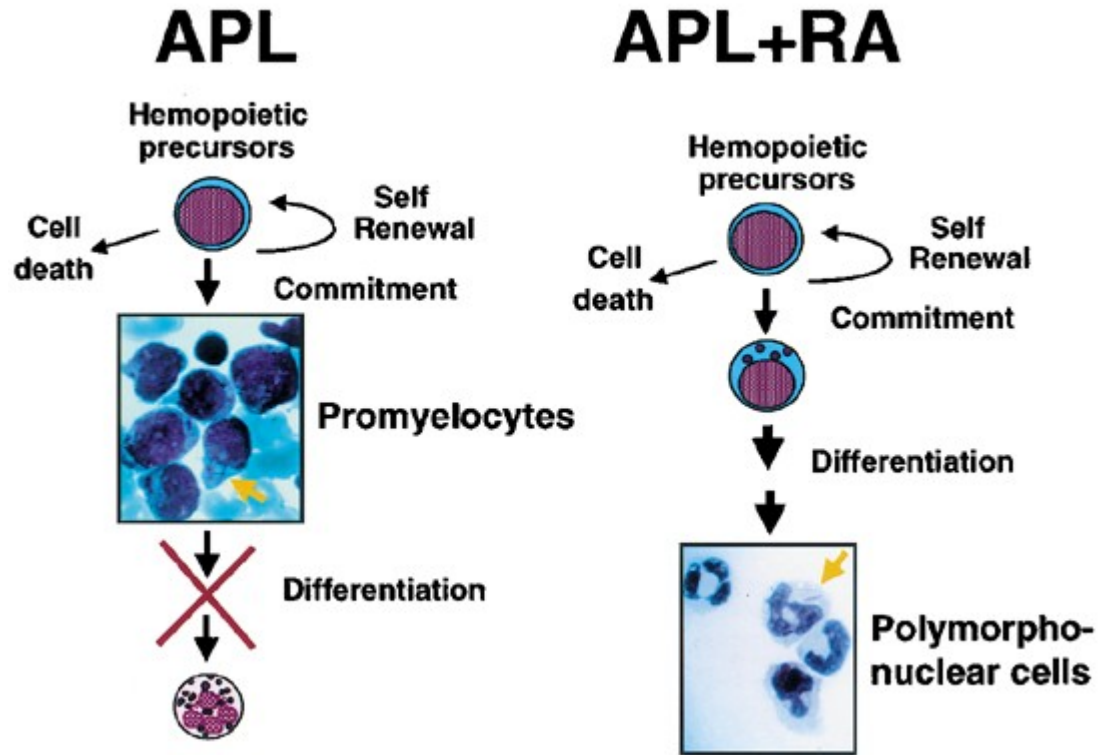 APL
Hemopoietic
precursors
Self
Renewal
Cell
death
Commitment
Promyelocytes
Differentiation
APL+RA
Hemopoietic
precursors
Self
Renewal
Cell
death
Commitment
Differentiation
Polymorpho-
nuclear cells